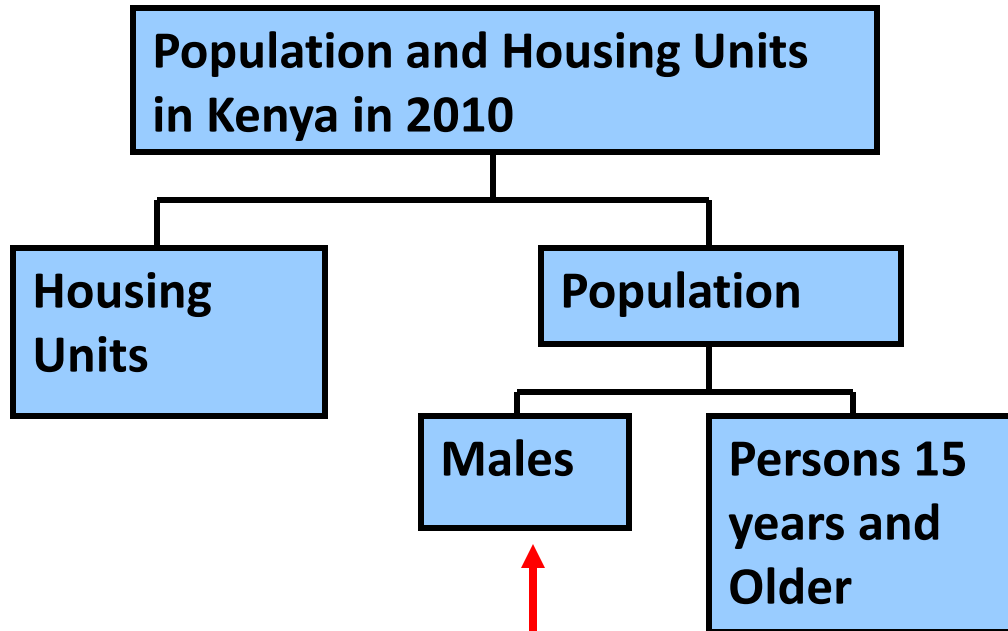 Population and Housing Units
in Kenya in 2010
Housing
Units
Population
Males
Persons 15
years and
Older